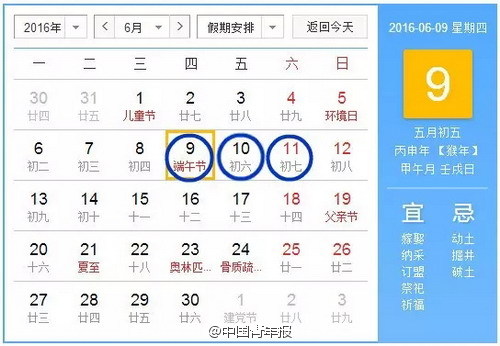 2016年 < 6月 > 假期安排 返回今天
2016-06-09 星期四
一 二 三 四 五 六 日
9
30 31 1 2 3 4 5
廿四 廿五 儿童节 廿七 廿八 廿九 环境日
五月初五
丙申年 【猴年】
甲午月 壬戌日
6 7 8 9 10 11 12
初二 初三 初四 端午节 初六 初七 初八
13 14 15 16 17 18 19
初九 初十 十一 十二 十三 十四 父亲节
宜 忌
嫁娶 动土
纳采 掘井
订盟 破土
祭祀
祈福
20 21 22 23 24 25 26
十六 夏至 十八 奥林匹... 骨质疏... 廿一 廿二
27 28 29 30 1 2 3
廿三 廿四 廿五 廿六 建党节 廿八 廿九
@中国青年报